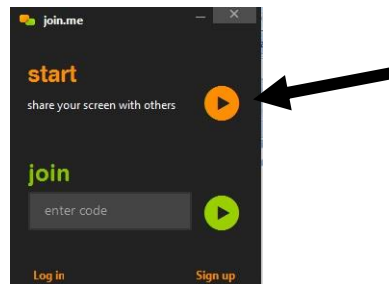 join.me
start
share your screen with others
join
enter code
Log in Sign up